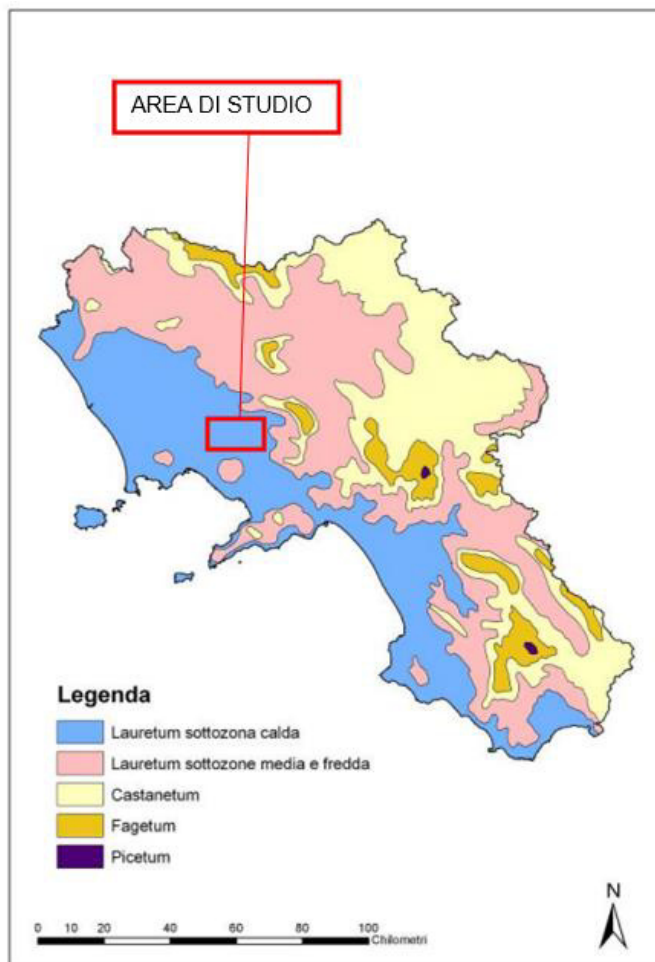 AREA DI STUDIO
Legenda
Lauretum sottozona calda
Lauretum sottozone media e fredda
Castanetum
Fagetum
Picetum
N
0 10 20 40 60 80 100
Chilometri